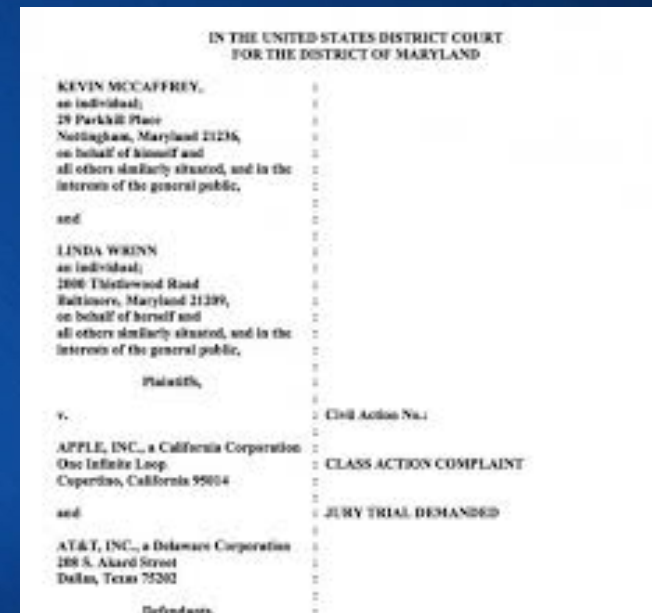 IN THE UNITED STATES DISTRICT COURT
FOR THE DISTRICT OF MARYLAND
KEVIN MCCAFFREY,
an individual;
29 Parkhill Place
Nottingham, Maryland 21236,
on behalf of himself and
all others similarly situated, and in the
interests of the general public,
and
LINDA WRINN
an individual;
2000 Thistlewood Road
Baltimore, Maryland 21209,
on behalf of herself and
all others similarly situated, and in the
interests of the general public,
Plaintiffs,
v.
Civil Action No.:
APPLE, INC., a California Corporation
One Infinite Loop
CLASS ACTION COMPLAINT
Cupertino, California 95014
and
JURY TRIAL DEMANDED
AT&T, INC., a Delaware Corporation
208 S. Akard Street
Dallas, Texas 75202
Defendants.